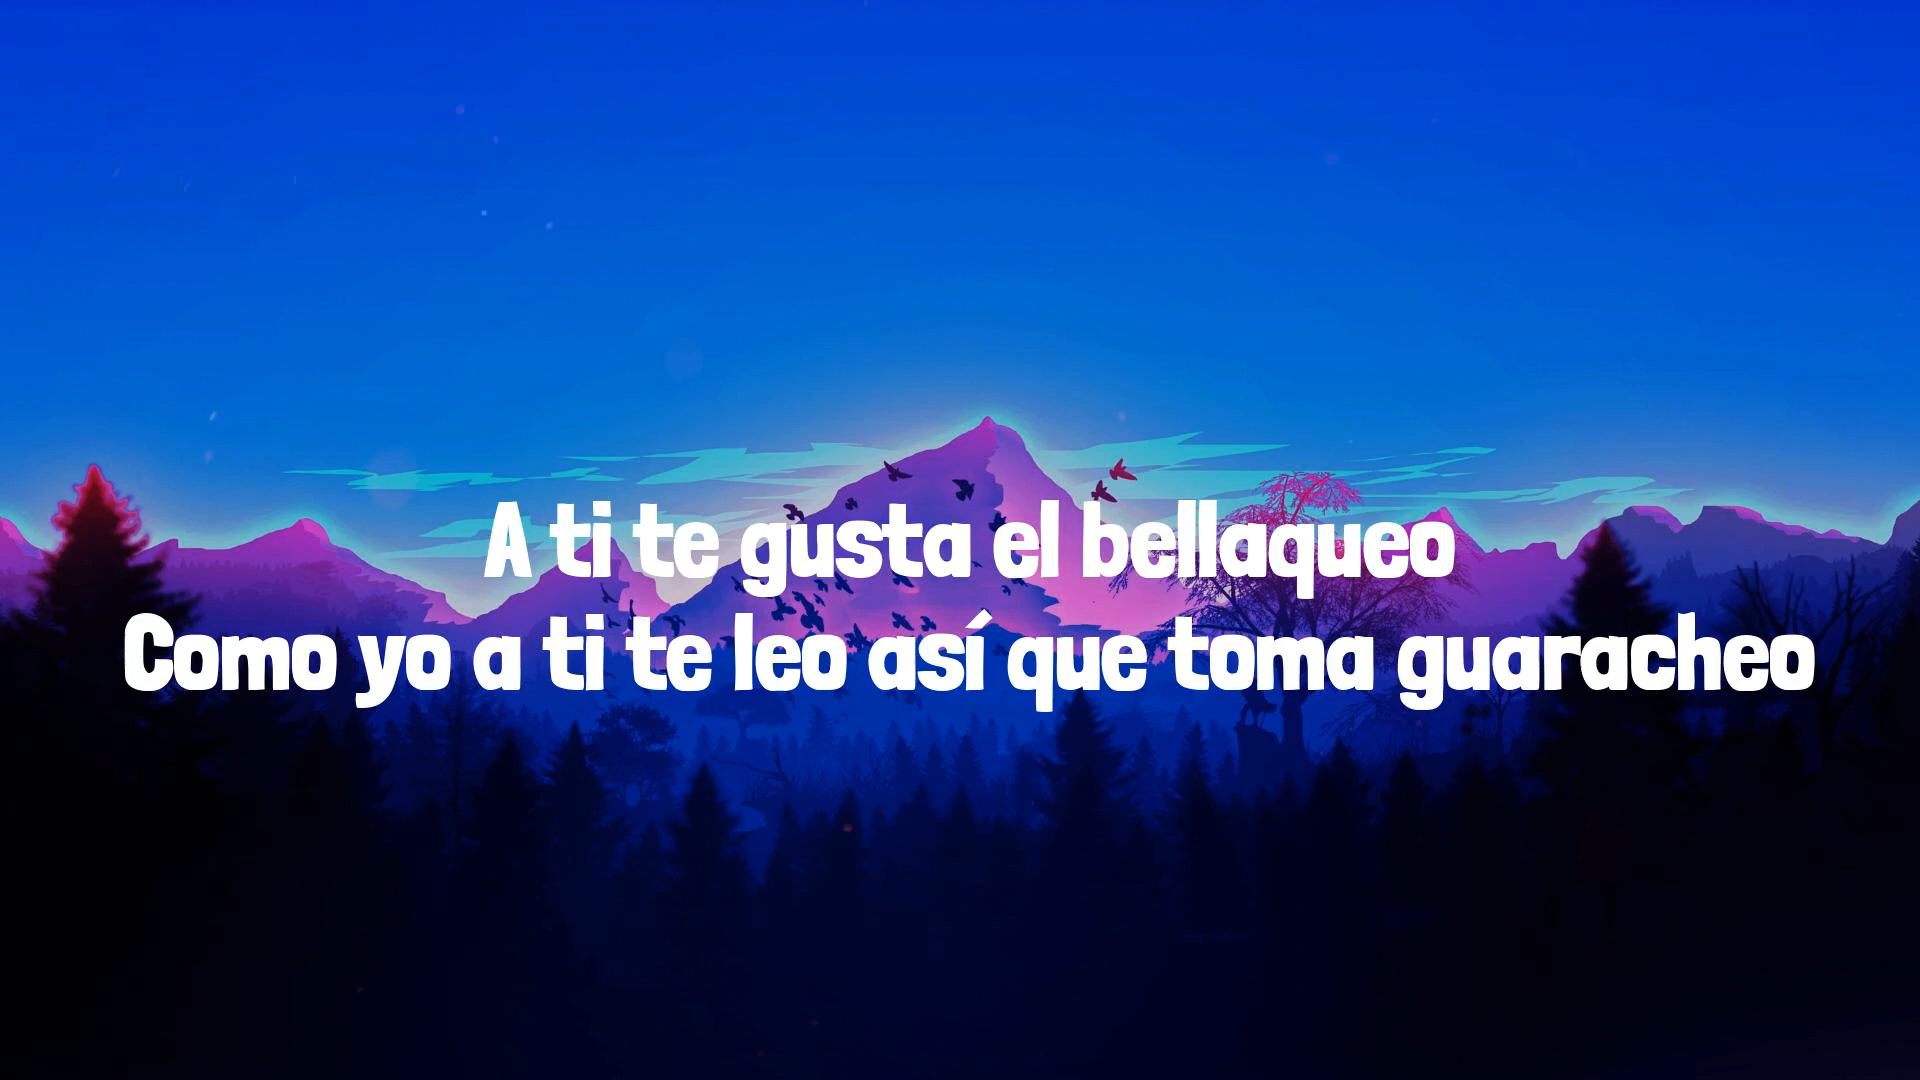 A ti te gusta el bellaqueo
Como yo a ti te leo así que toma guaracheo